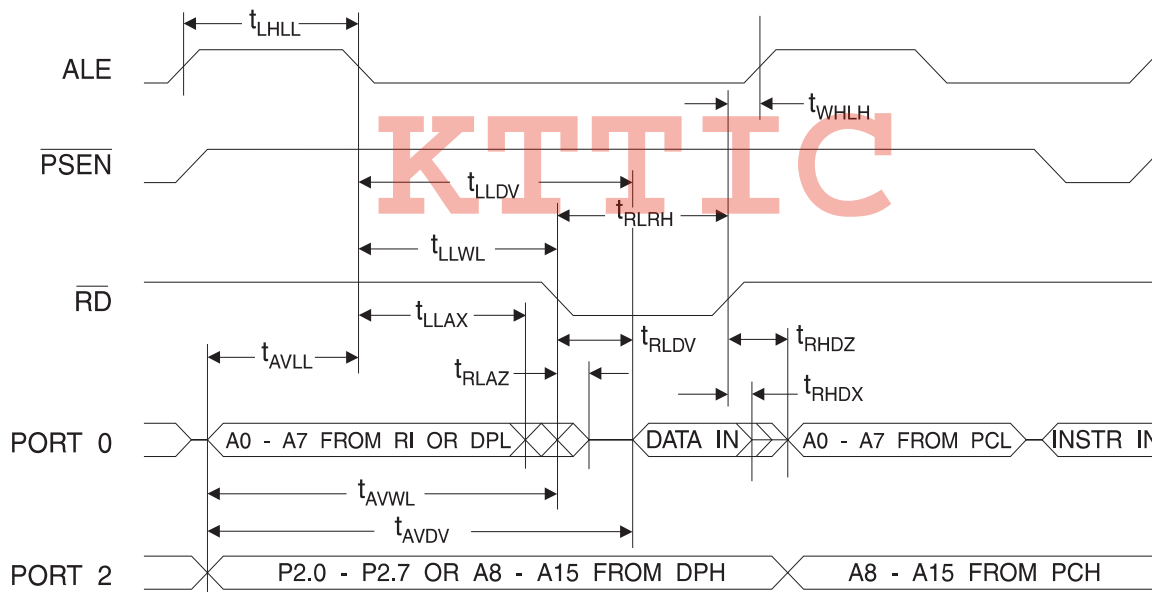 tLHLL
ALE
tWHLH
KTTIC
PSEN
tLLDV
tRLRH
tLLWL
RD
tLLAX
tRLDV
tRHDZ
tAVLL
tRLAZ
tRHDX
PORT 0
A0 - A7 FROM RI OR DPL
DATA IN
A0 - A7 FROM PCL
INSTR IN
tAVWL
tAVDV
PORT 2
P2.0 - P2.7 OR A8 - A15 FROM DPH
A8 - A15 FROM PCH